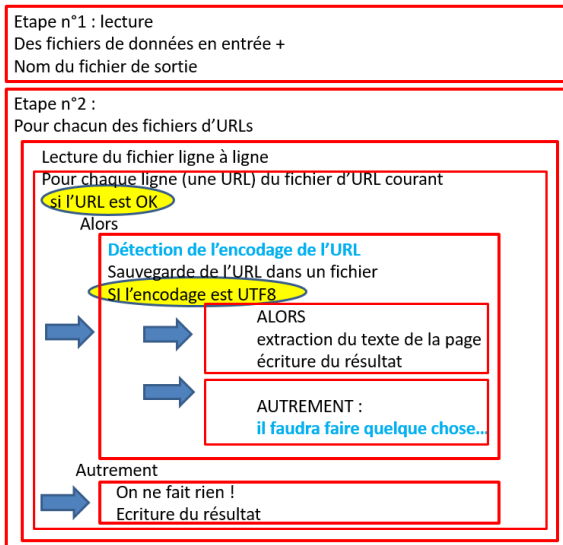 Etape n°1 : lecture
Des fichiers de données en entrée +
Nom du fichier de sortie
Etape n°2 :
Pour chacun des fichiers d’URLs
Lecture du fichier ligne à ligne
Pour chaque ligne (une URL) du fichier d’URL courant
si l’URL est OK
Alors
Détection de l’encodage de l’URL
Sauvegarde de l’URL dans un fichier
SI l’encodage est UTF8
ALORS
extraction du texte de la page
écriture du résultat
AUTREMENT :
il faudra faire quelque chose…
Autrement
On ne fait rien !
Ecriture du résultat